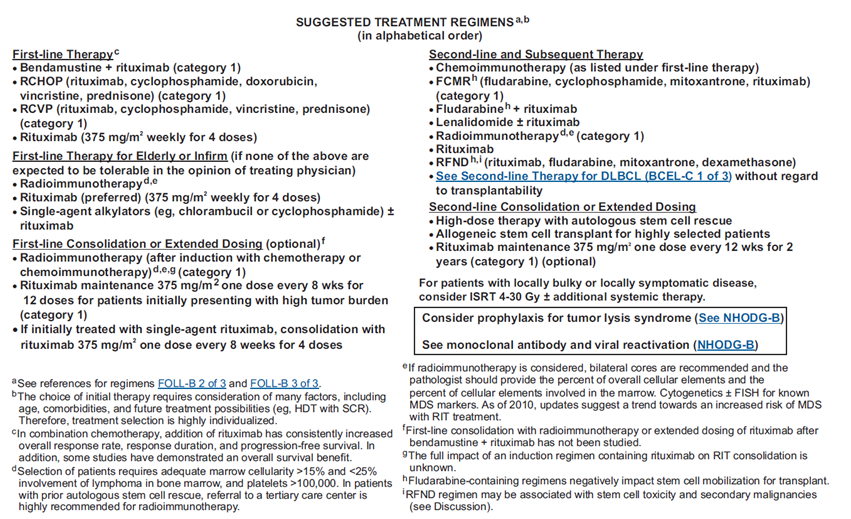 SUGGESTED TREATMENT REGIMENSa,b
(in alphabetical order)
First-line Therapyc
• Bendamustine + rituximab (category 1)
• RCHOP (rituximab, cyclophosphamide, doxorubicin,
vincristine, prednisone) (category 1)
• RCVP (rituximab, cyclophosphamide, vincristine, prednisone)
(category 1)
• Rituximab (375 mg/m² weekly for 4 doses)
First-line Therapy for Elderly or Infirm (if none of the above are
expected to be tolerable in the opinion of treating physician)
• Radioimmunotherapyd,e
• Rituximab (preferred) (375 mg/m² weekly for 4 doses)
• Single-agent alkylators (eg, chlorambucil or cyclophosphamide) ±
rituximab
First-line Consolidation or Extended Dosing (optional)f
• Radioimmunotherapy (after induction with chemotherapy or
chemoimmunotherapy)d,e,g (category 1)
• Rituximab maintenance 375 mg/m2 one dose every 8 wks for
12 doses for patients initially presenting with high tumor burden
(category 1)
• If initially treated with single-agent rituximab, consolidation with
rituximab 375 mg/m² one dose every 8 weeks for 4 doses
Second-line and Subsequent Therapy
• Chemoimmunotherapy (as listed under first-line therapy)
• FCMRh (fludarabine, cyclophosphamide, mitoxantrone, rituximab)
(category 1)
• Fludarabineh + rituximab
• Lenalidomide ± rituximab
• Radioimmunotherapyd,e (category 1)
• Rituximab
• RFNDh,i (rituximab, fludarabine, mitoxantrone, dexamethasone)
• See Second-line Therapy for DLBCL (BCEL-C 1 of 3) without regard
to transplantability
Second-line Consolidation or Extended Dosing
• High-dose therapy with autologous stem cell rescue
• Allogeneic stem cell transplant for highly selected patients
• Rituximab maintenance 375 mg/m² one dose every 12 wks for 2
years (category 1) (optional)
For patients with locally bulky or locally symptomatic disease,
consider ISRT 4-30 Gy ± additional systemic therapy.
Consider prophylaxis for tumor lysis syndrome (See NHODG-B)
See monoclonal antibody and viral reactivation (NHODG-B)
aSee references for regimens FOLL-B 2 of 3 and FOLL-B 3 of 3.
bThe choice of initial therapy requires consideration of many factors, including
age, comorbidities, and future treatment possibilities (eg, HDT with SCR).
Therefore, treatment selection is highly individualized.
cIn combination chemotherapy, addition of rituximab has consistently increased
overall response rate, response duration, and progression-free survival. In
addition, some studies have demonstrated an overall survival benefit.
dSelection of patients requires adequate marrow cellularity >15% and <25%
involvement of lymphoma in bone marrow, and platelets >100,000. In patients
with prior autologous stem cell rescue, referral to a tertiary care center is
highly recommended for radioimmunotherapy.
eIf radioimmunotherapy is considered, bilateral cores are recommended and the
pathologist should provide the percent of overall cellular elements and the
percent of cellular elements involved in the marrow. Cytogenetics ± FISH for known
MDS markers. As of 2010, updates suggest a trend towards an increased risk of MDS
with RIT treatment.
fFirst-line consolidation with radioimmunotherapy or extended dosing of rituximab after
bendamustine + rituximab has not been studied.
gThe full impact of an induction regimen containing rituximab on RIT consolidation is
unknown.
hFludarabine-containing regimens negatively impact stem cell mobilization for transplant.
iRFND regimen may be associated with stem cell toxicity and secondary malignancies
(see Discussion).